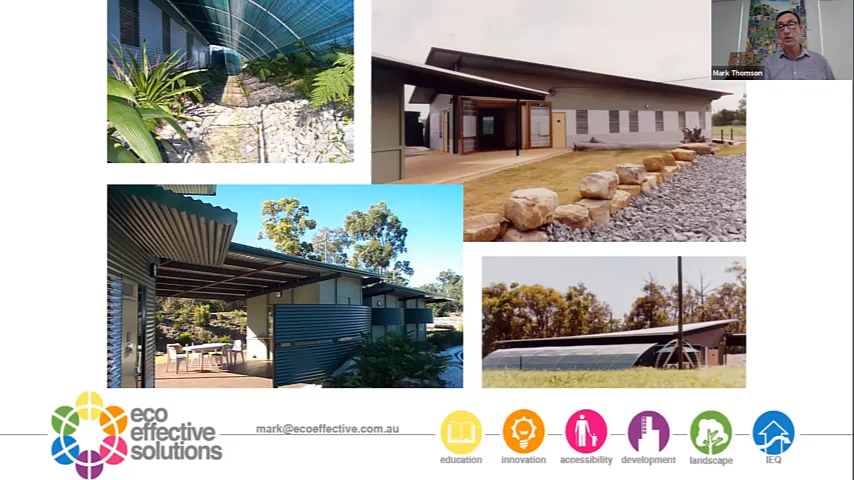 Mark Thomson
eco
effective
solutions
mark@ecoeffective.com.au
education
innovation
accessibility
development
landscape
IEQ